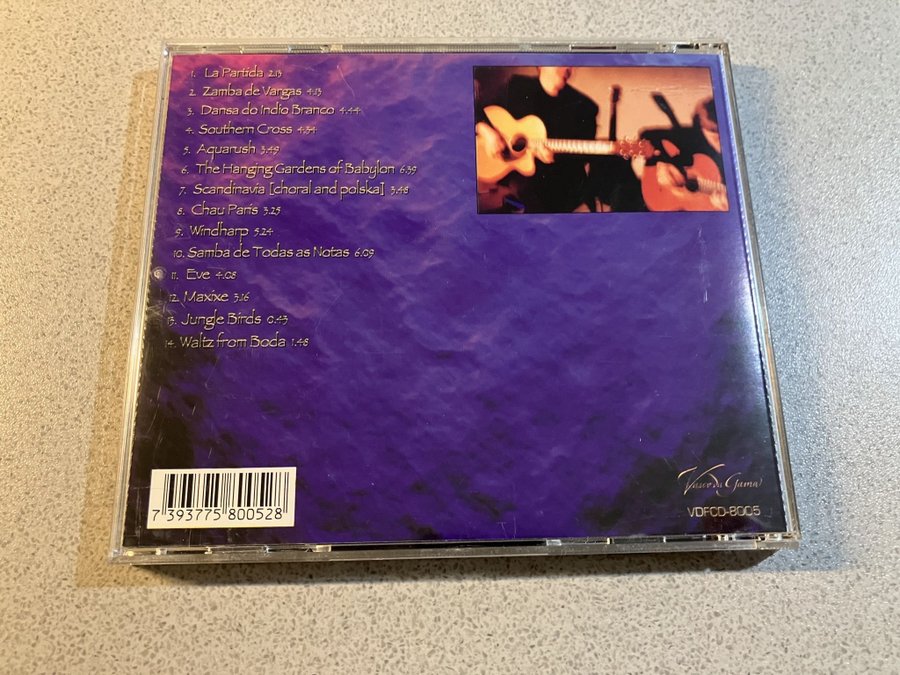 1. La Partida 2.13
2. Zamba de Vargas 4.13
3. Dansa do Indio Branco 4.44
4. Southern Cross 4.54
5. Aquarush 3.49
6. The Hanging Gardens of Babylon 6.39
7. Scandinavia [choral and polska] 3.48
8. Chau Paris 3.25
9. Windharp 5.24
10. Samba de Todas as Notas 6.09
11. Eve 4.08
12. Maxixe 3.16
13. Jungle Birds 0.43
14. Waltz from Boda 1.48
7 393775 800528
Vasco da Gama
VDFCD-8005